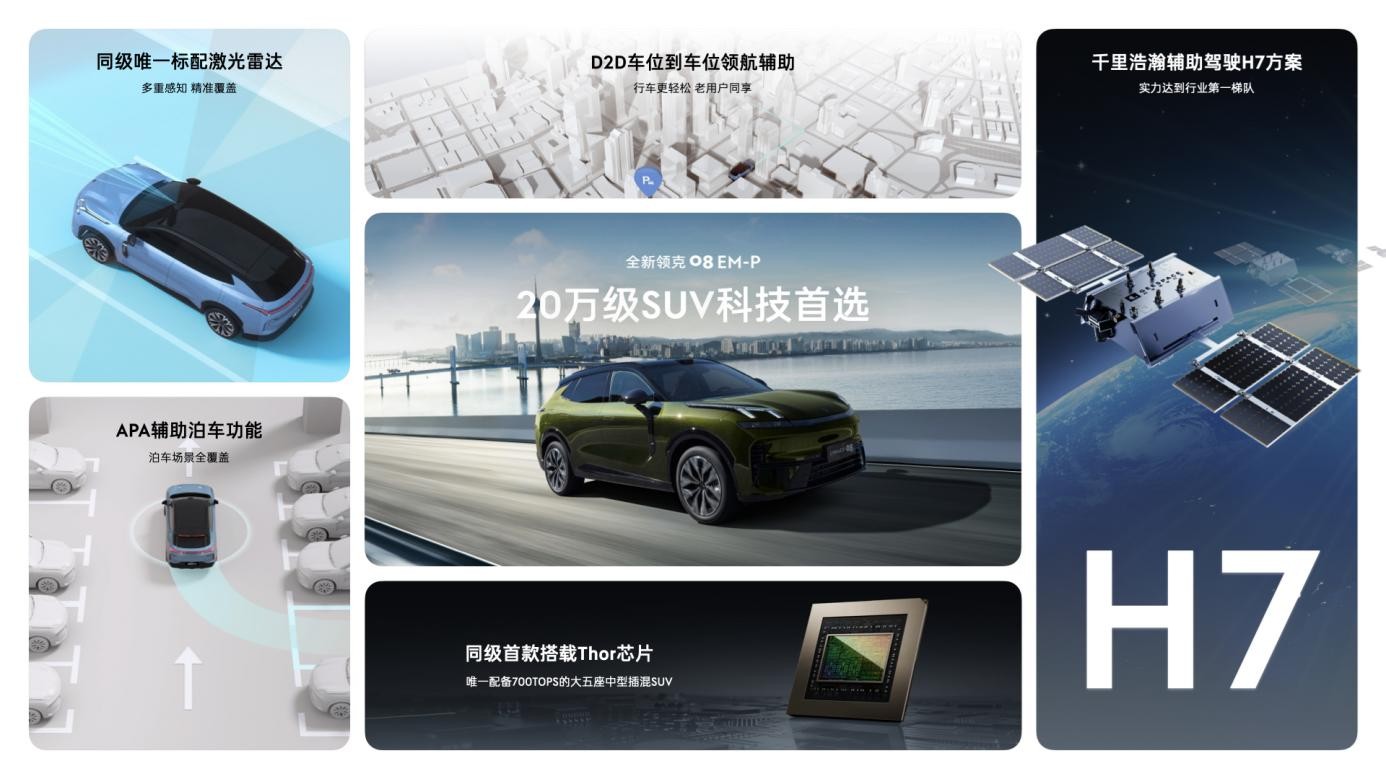 同级唯一标配激光雷达
多重感知 精准覆盖
APA辅助泊车功能
泊车场景全覆盖
D2D车位到车位领航辅助
行车更轻松 老用户同享
P
全新领克 08 EM-P
20万级SUV科技首选
同级首款搭载Thor芯片
唯一配备700TOPS的大五座中型插混SUV
千里浩瀚辅助驾驶H7方案
实力达到行业第一梯队
H7